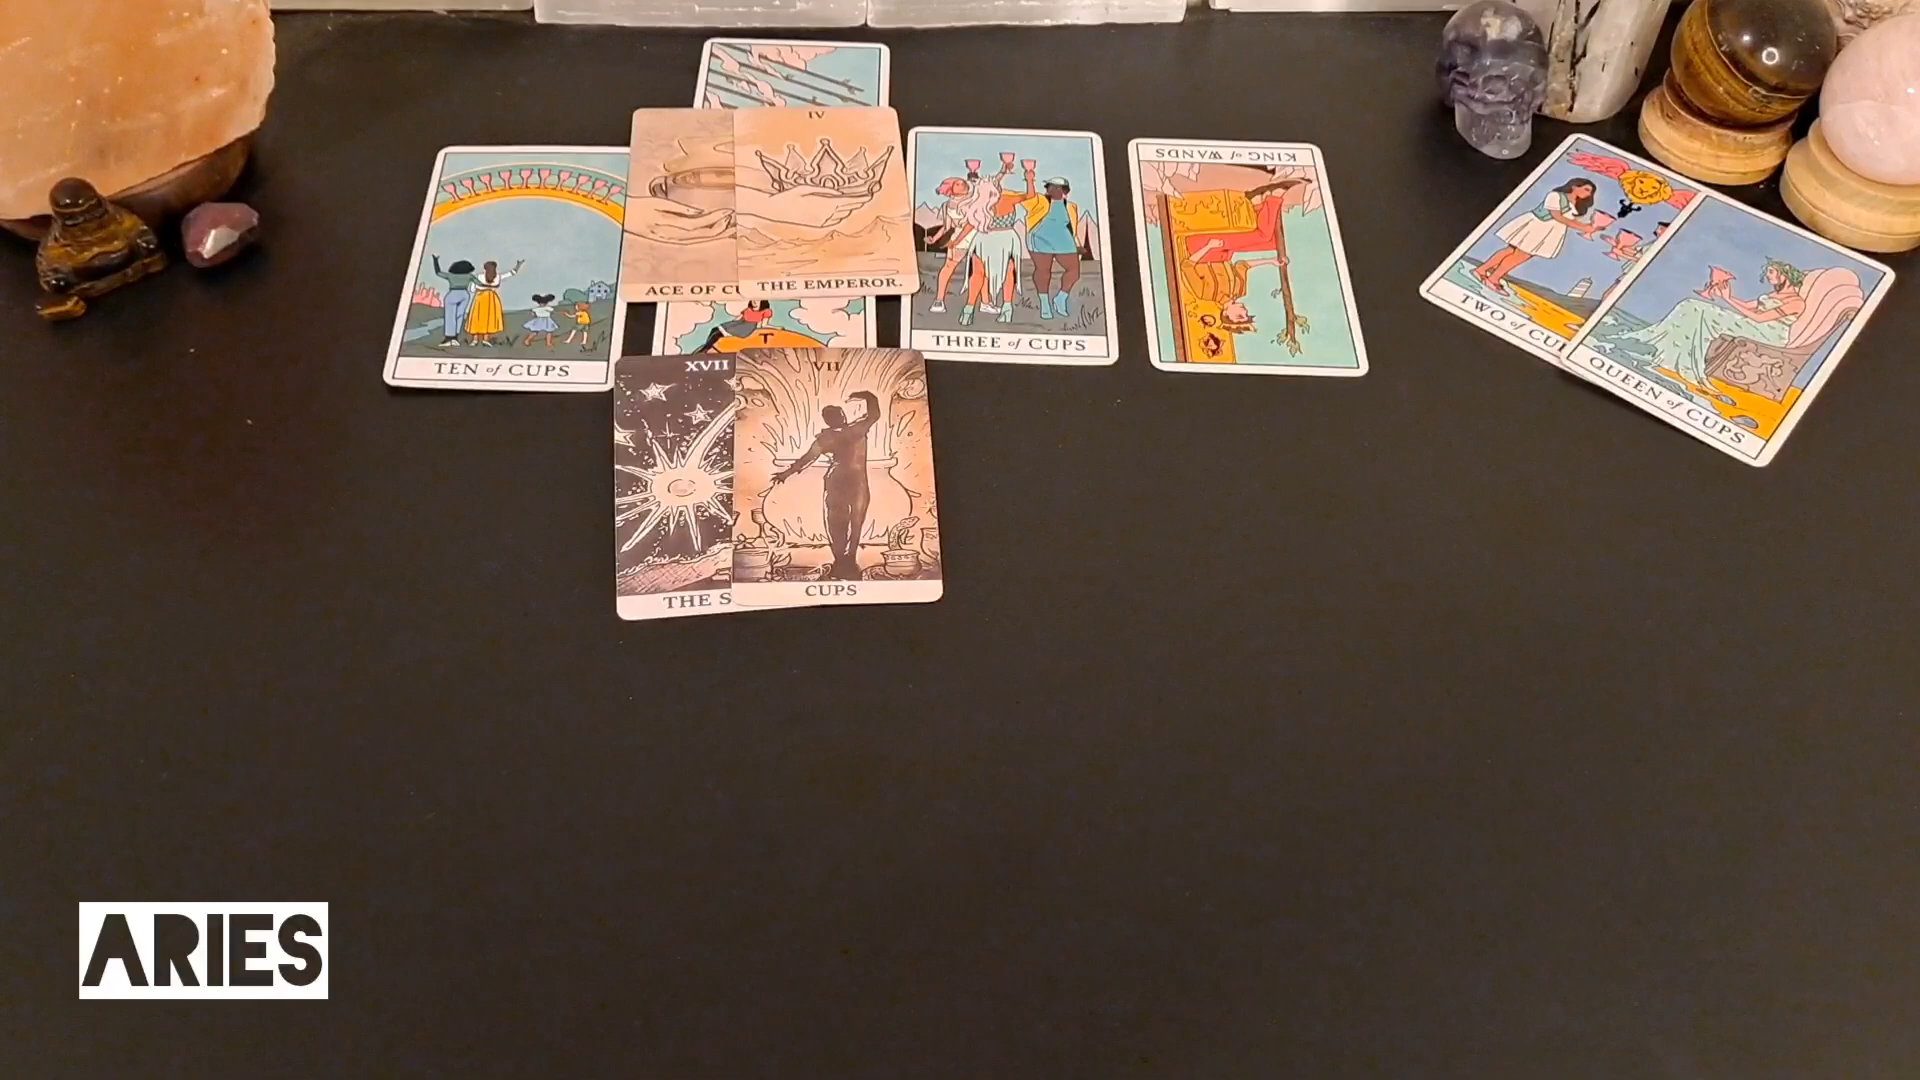 IV
KING of WANDS
ACE OF CU
THE EMPEROR.
THREE of CUPS
TEN of CUPS
TWO of CU
QUEEN of CUPS
XVII
VII
THE S
CUPS
ARIES